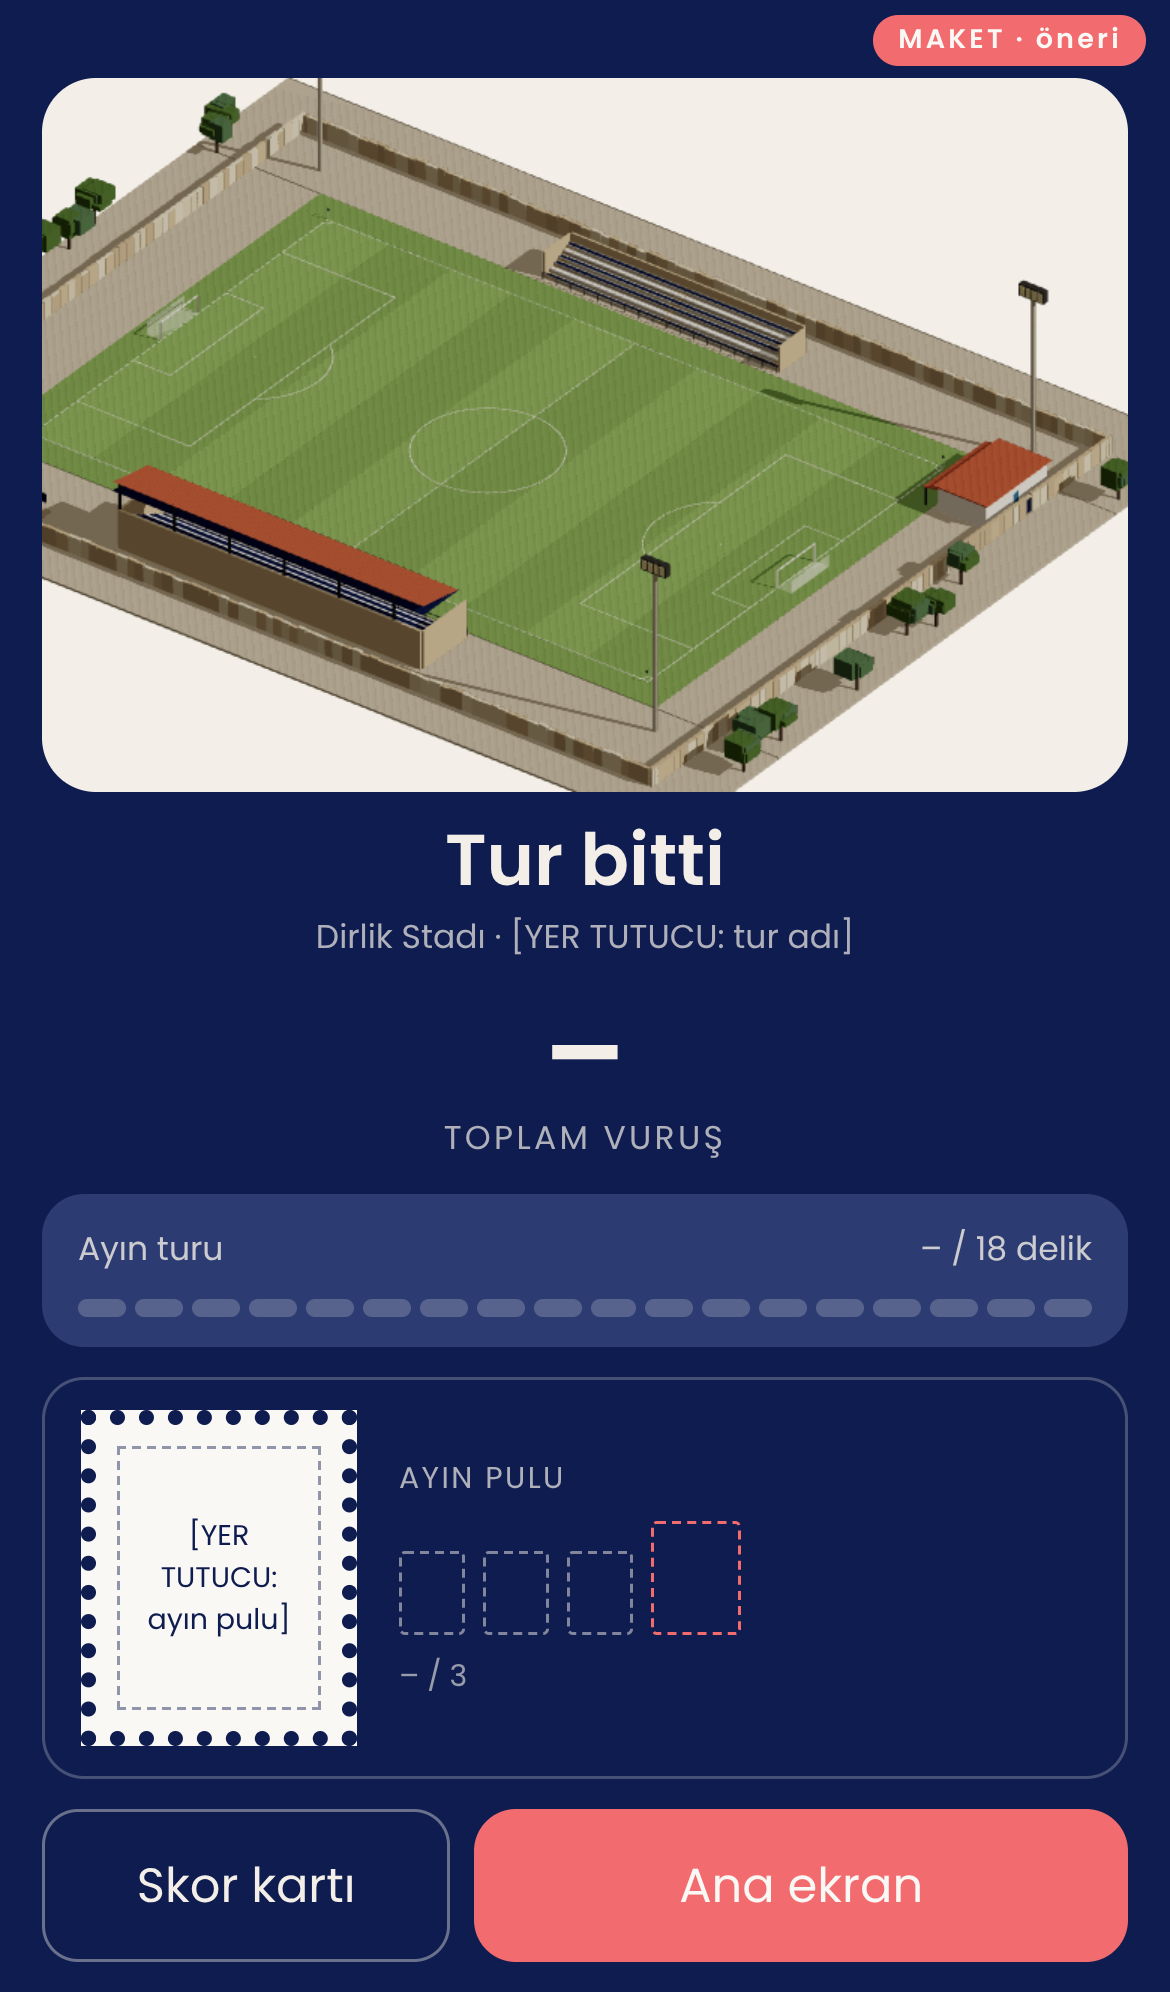 MAKET · öneri
Tur bitti
Dirlik Stadı · [YER TUTUCU: tur adı]
–
TOPLAM VURUŞ
Ayın turu
– / 18 delik
[YER
TUTUCU:
ayın pulu]
AYIN PULU
– / 3
Skor kartı
Ana ekran